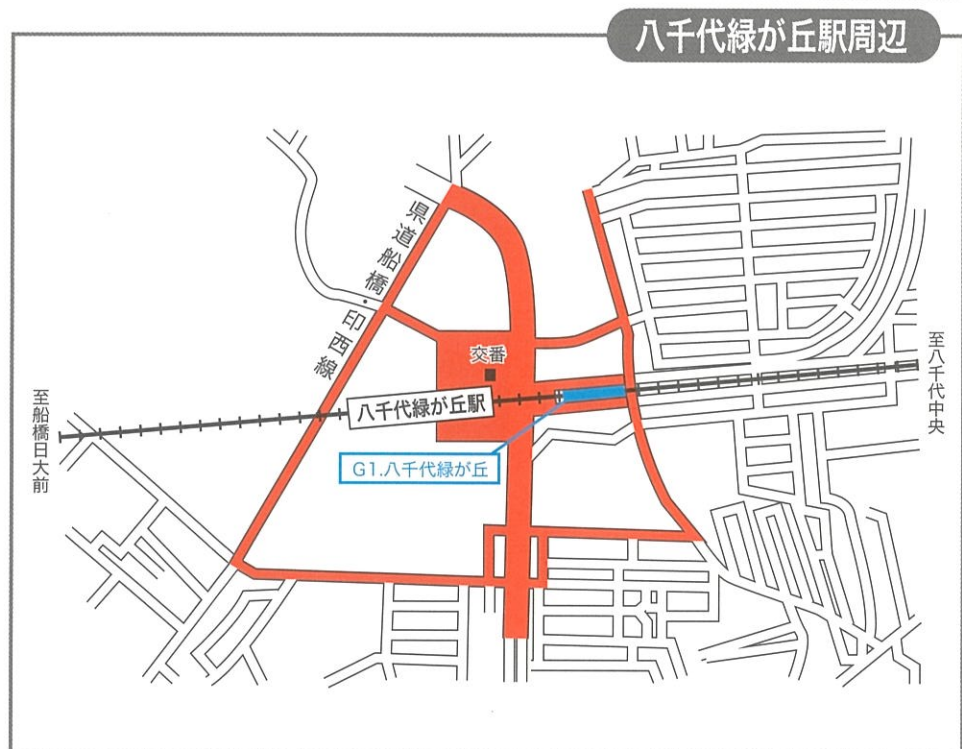 八千代緑が丘駅周辺
県道船橋・印西線
交番
至八千代中央
八千代緑が丘駅
至船橋日大前
G1.八千代緑が丘